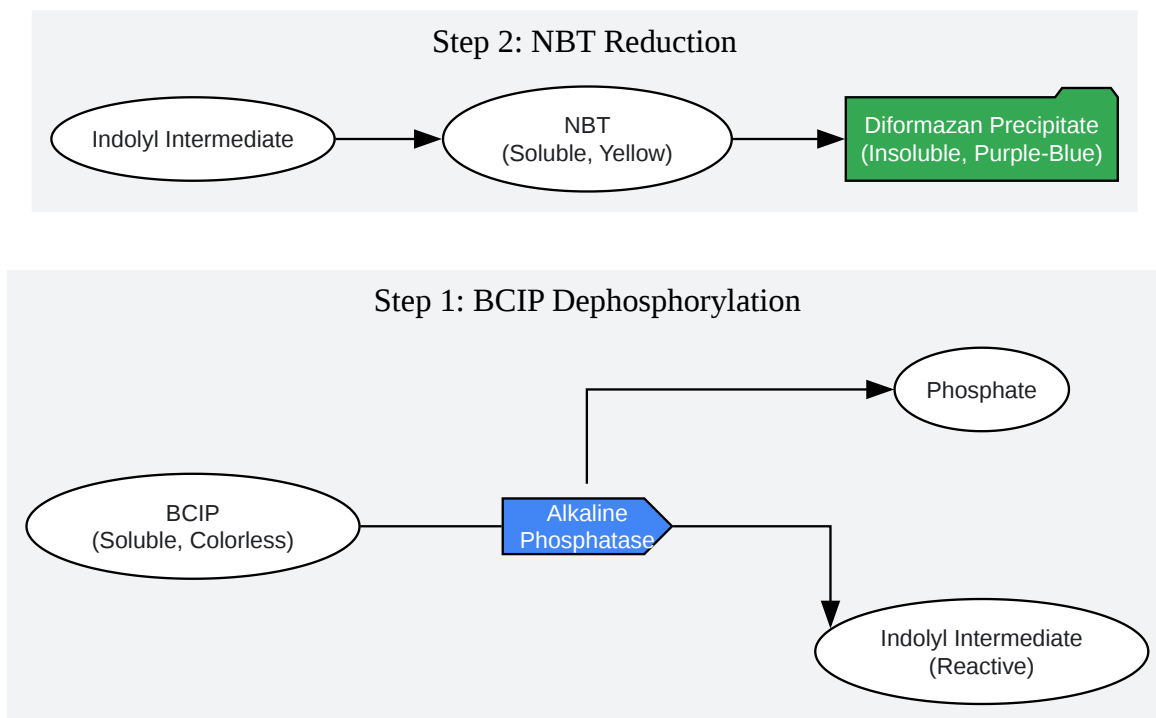 Step 2: NBT Reduction
Indolyl Intermediate
NBT
(Soluble, Yellow)
Diformazan Precipitate
(Insoluble, Purple-Blue)
Step 1: BCIP Dephosphorylation
Phosphate
BCIP
(Soluble, Colorless)
Alkaline
Phosphatase
Indolyl Intermediate
(Reactive)